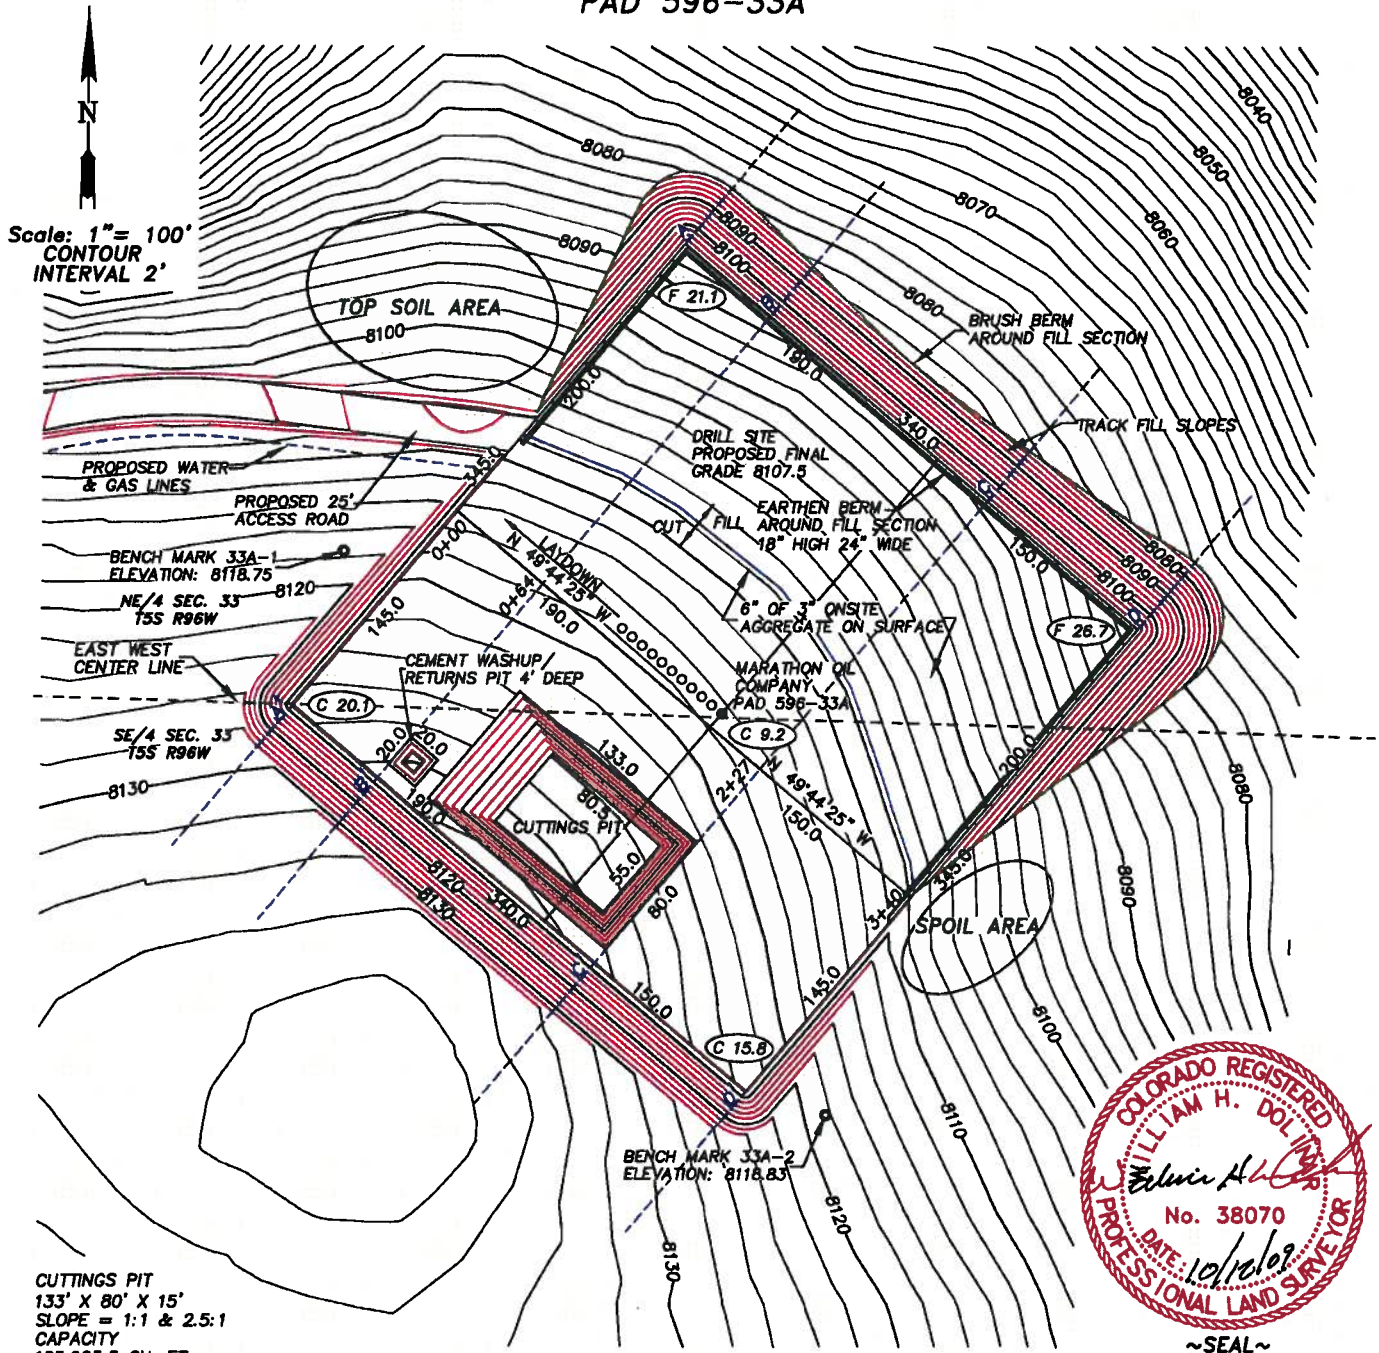 PAD 596-33A
N
Scale: 1"= 100'
CONTOUR
INTERVAL 2'
8040
8050
8060
8070
8080
8080
8090
8090
8100
TOP SOIL AREA
8100
F 21.1
BRUSH BERM
AROUND FILL SECTION
190.0
200.0
340.0
TRACK FILL SLOPES
DRILL SITE
PROPOSED FINAL
GRADE 8107.5
PROPOSED WATER
& GAS LINES
345.0
PROPOSED 25'
ACCESS ROAD
EARTHEN BERM
AROUND FILL SECTION
18" HIGH 24" WIDE
CUT
FILL
0+00
LAYDOWN
N 49°44'25" W
0+64
190.0
150.0
8080
8090
8100
BENCH MARK 33A-1
ELEVATION: 8118.75
8120
NE/4 SEC. 33
T5S R96W
145.0
6" OF 3" ONSITE
AGGREGATE ON SURFACE
F 26.7
EAST WEST
CENTER LINE
CEMENT WASHUP/
RETURNS PIT 4' DEEP
MARATHON OIL
COMPANY
PAD 596-33A
C 20.1
C 9.2
SE/4 SEC. 33
T5S R96W
20.0
20.0
133.0
200.0
2+27
N 49°44'25" W
150.0
8130
8080
190.0
80.5
CUTTINGS PIT
55.0
80.0
8120
8130
340.0
345.0
3+40
8090
SPOIL AREA
150.0
145.0
8100
C 15.8
8110
BENCH MARK 33A-2
ELEVATION: 8118.83
8120
8130
COLORADO REGISTERED
WILLIAM H.
No. 38070
DATE: 10/12/09
PROFESSIONAL LAND SURVEYOR
~SEAL~
CUTTINGS PIT
133' X 80' X 15'
SLOPE = 1:1 & 2.5:1
CAPACITY